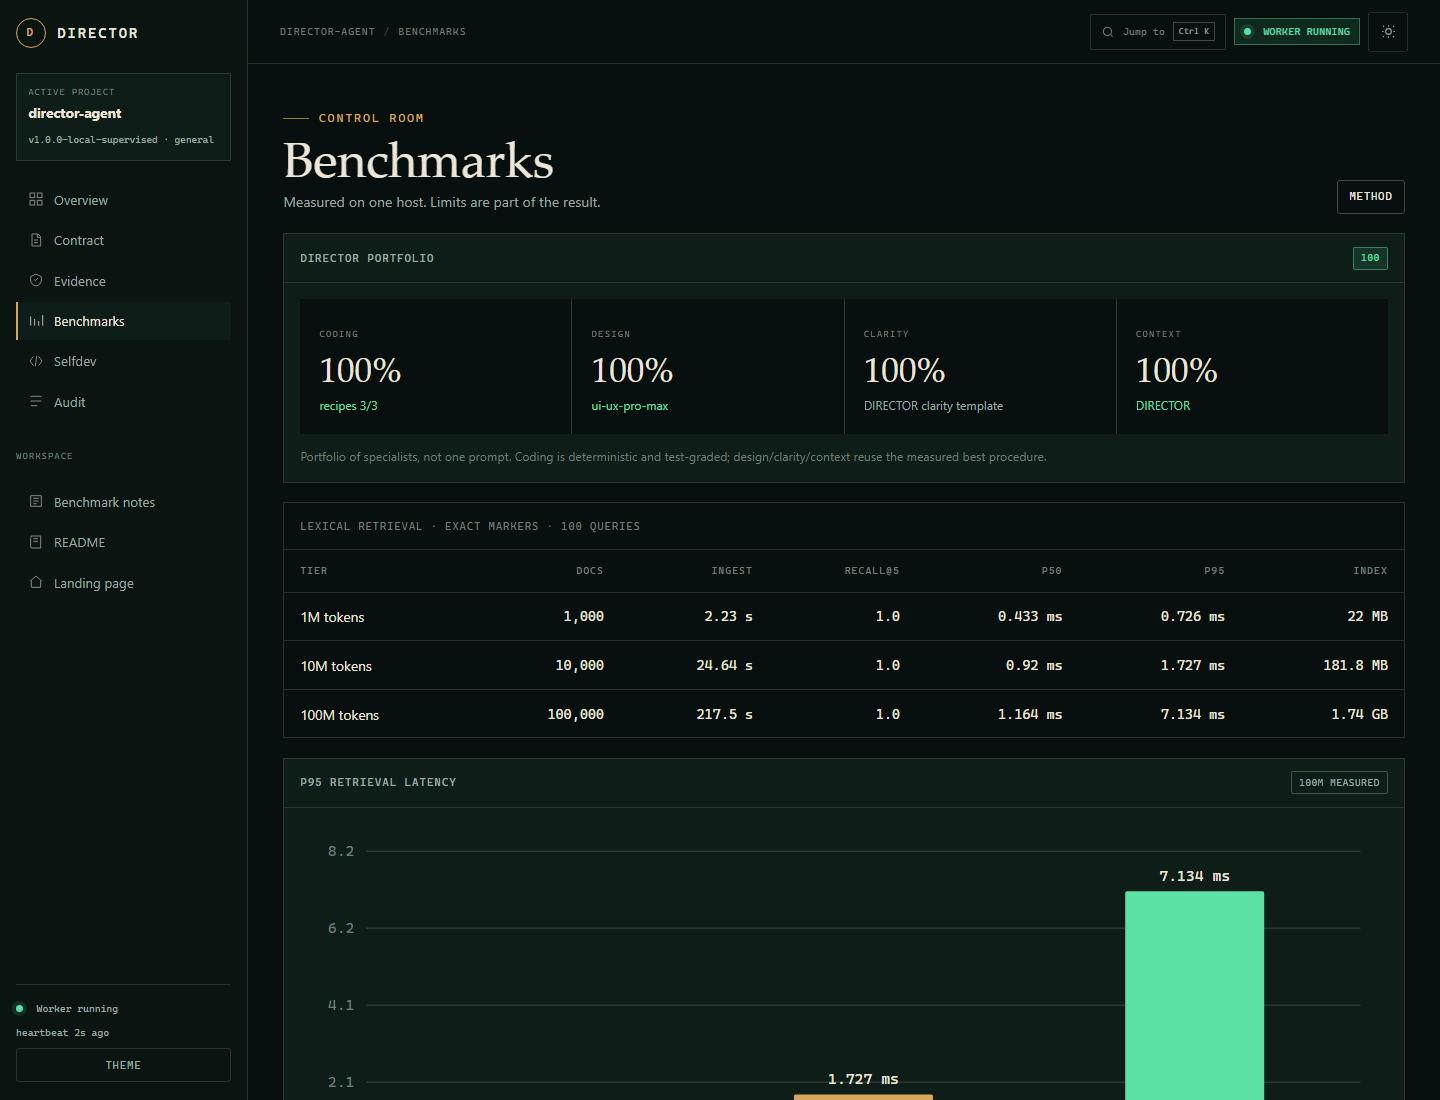 D DIRECTOR
ACTIVE PROJECT
director-agent
v1.0.0-local-supervised · general
Overview
Contract
Evidence
Benchmarks
Selfdev
Audit
WORKSPACE
Benchmark notes
README
Landing page
Worker running
heartbeat 2s ago
THEME
DIRECTOR-AGENT / BENCHMARKS
Jump to Ctrl K
WORKER RUNNING
CONTROL ROOM
Benchmarks
Measured on one host. Limits are part of the result.
METHOD
DIRECTOR PORTFOLIO 100
CODING DESIGN CLARITY CONTEXT
100% 100% 100% 100%
recipes 3/3 ui-ux-pro-max DIRECTOR clarity template DIRECTOR
Portfolio of specialists, not one prompt. Coding is deterministic and test-graded; design/clarity/context reuse the measured best procedure.
LEXICAL RETRIEVAL · EXACT MARKERS · 100 QUERIES
TIER DOCS INGEST RECALL@5 P50 P95 INDEX
1M tokens 1,000 2.23 s 1.0 0.433 ms 0.726 ms 22 MB
10M tokens 10,000 24.64 s 1.0 0.92 ms 1.727 ms 181.8 MB
100M tokens 100,000 217.5 s 1.0 1.164 ms 7.134 ms 1.74 GB
P95 RETRIEVAL LATENCY 100M MEASURED
8.2
7.134 ms
6.2
4.1
2.1
1.727 ms